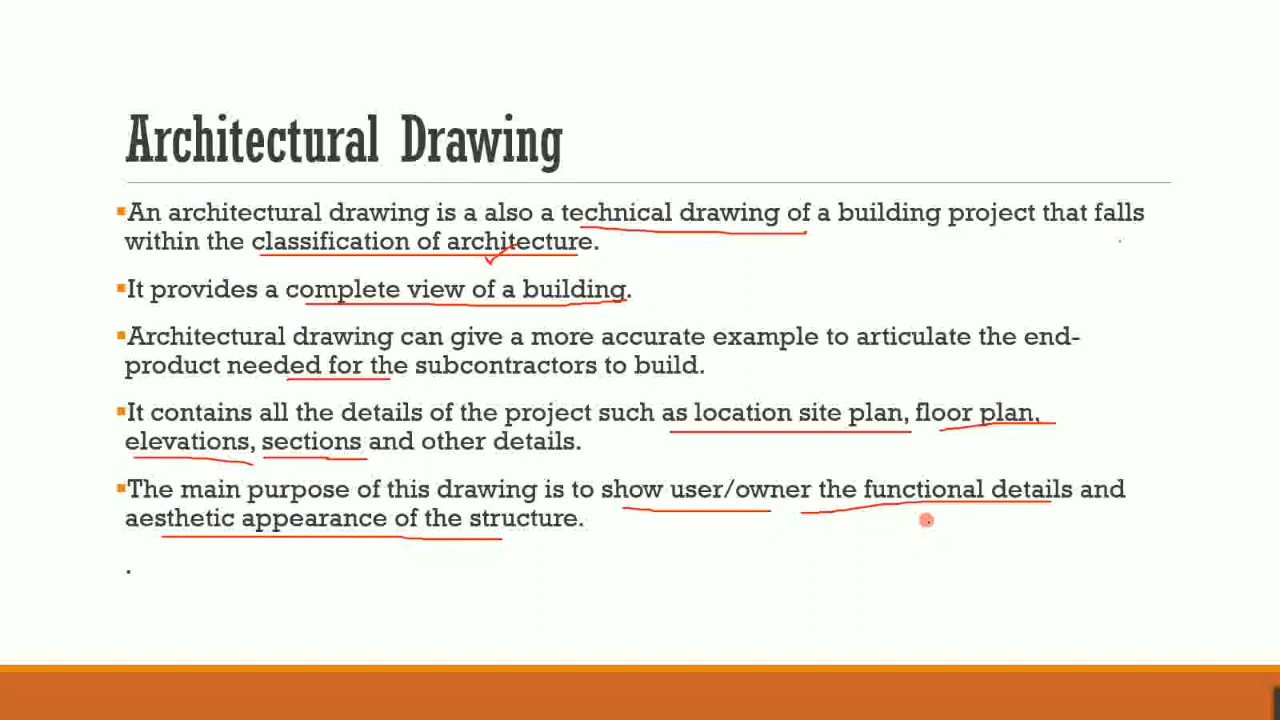 Architectural Drawing
▪An architectural drawing is a also a technical drawing of a building project that falls
within the classification of architecture.
▪It provides a complete view of a building.
▪Architectural drawing can give a more accurate example to articulate the end-
product needed for the subcontractors to build.
▪It contains all the details of the project such as location site plan, floor plan,
elevations, sections and other details.
▪The main purpose of this drawing is to show user/owner the functional details and
aesthetic appearance of the structure.
.